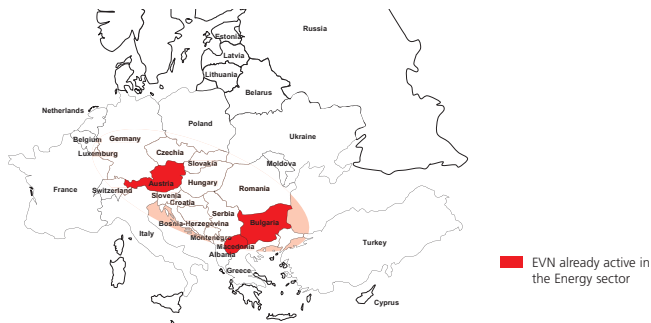 Russia
Estonia
Latvia
Lithuania
Belarus
Netherlands
Poland
Belgium
Germany
Ukraine
Luxemburg
Czechia
Slovakia
Moldova
France
Switzerland
Austria
Hungary
Romania
Slovenia
Croatia
Serbia
Bosnia-Herzegovina
Bulgaria
Italy
Montenegro
Macedonia
Turkey
Albania
Greece
Cyprus
EVN already active in
the Energy sector